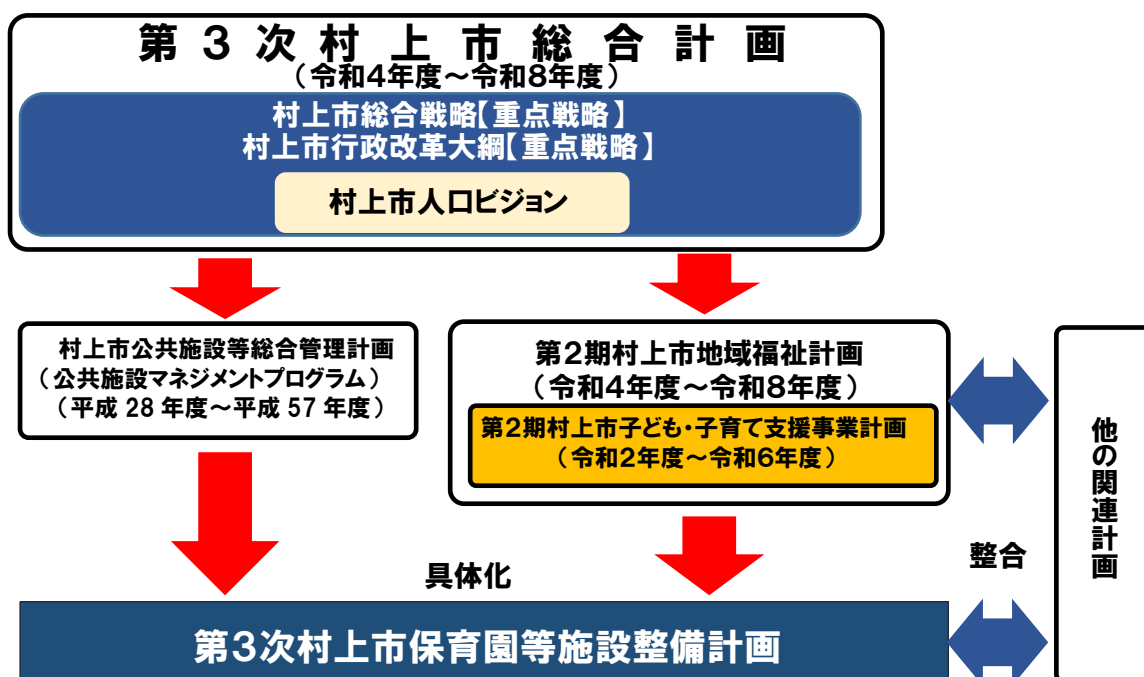 第3次村上市総合計画
（令和4年度～令和8年度）
村上市総合戦略【重点戦略】
村上市行政改革大綱【重点戦略】
村上市人口ビジョン
村上市公共施設等総合管理計画
（公共施設マネジメントプログラム）
（平成28年度～平成57年度）
第2期村上市地域福祉計画
（令和4年度～令和8年度）
第2期村上市子ども・子育て支援事業計画
（令和2年度～令和6年度）
他の関連計画
整合
具体化
第3次村上市保育園等施設整備計画